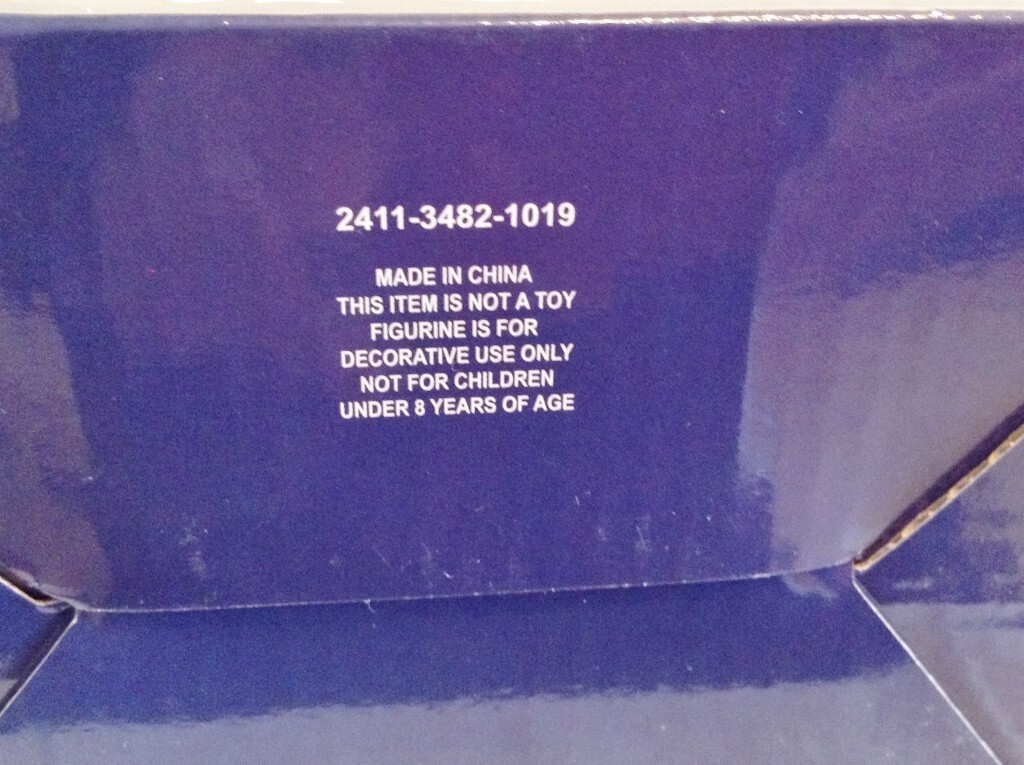 2411-3482-1019
MADE IN CHINA
THIS ITEM IS NOT A TOY
FIGURINE IS FOR
DECORATIVE USE ONLY
NOT FOR CHILDREN
UNDER 8 YEARS OF AGE